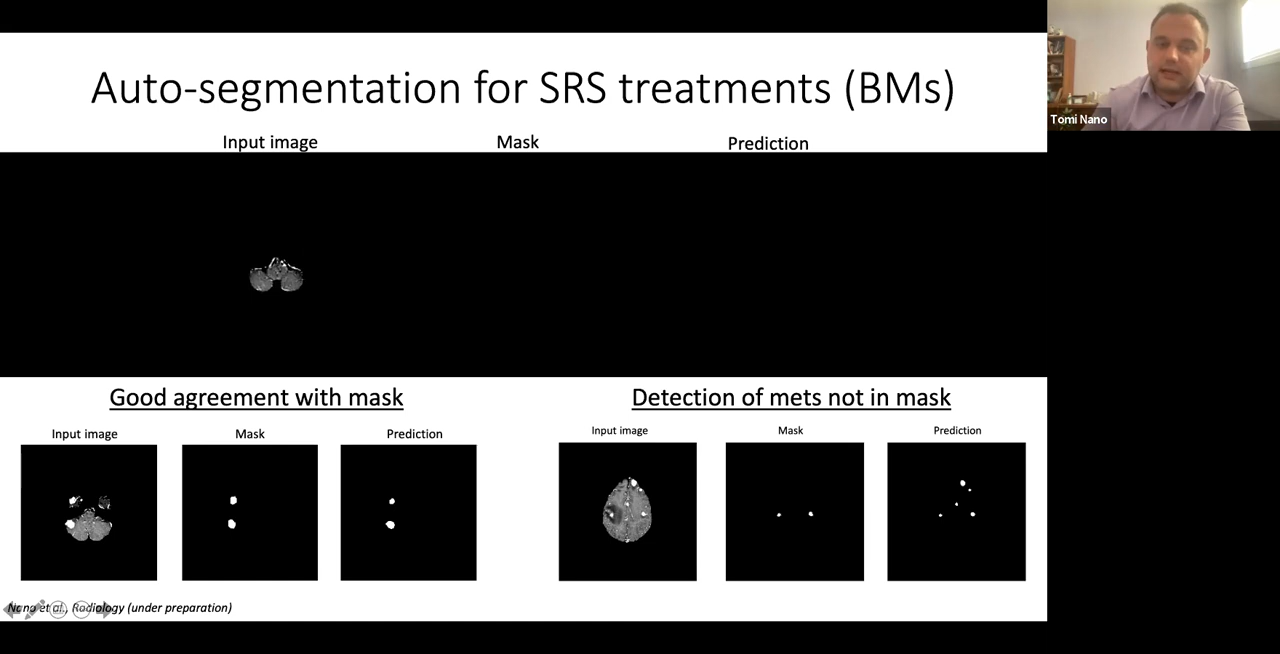 Auto-segmentation for SRS treatments (BMs)
Input image Mask Prediction
Tomi Nano
Good agreement with mask
Input image Mask Prediction
Detection of mets not in mask
Input image Mask Prediction
Nano et al., Radiology (under preparation)